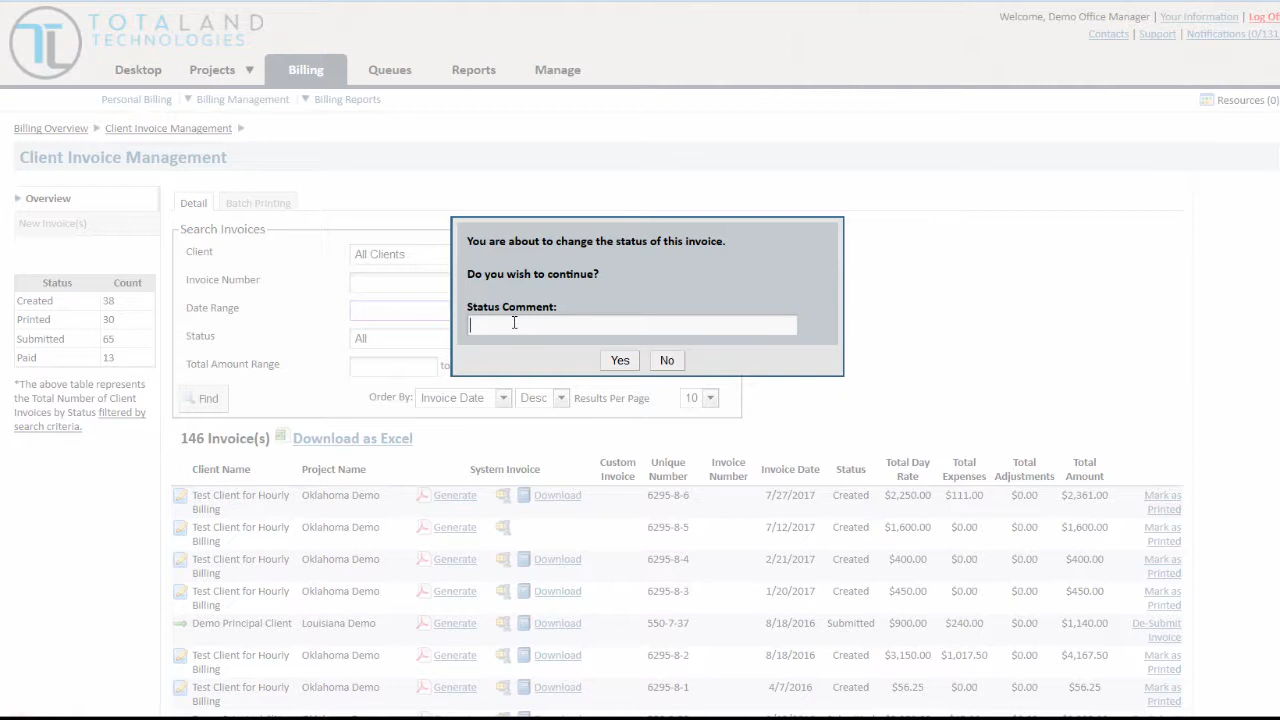 TOTALAND
TECHNOLOGIES
Welcome, Demo Office Manager | Your Information | Log Of
Contacts | Support | Notifications (0/131
Desktop Projects ▼ Billing Queues Reports Manage
Personal Billing ▼ Billing Management ▼ Billing Reports
Resources (0)
Billing Overview Client Invoice Management
Client Invoice Management
Overview
New Invoice(s)
Status Count
Created 38
Printed 30
Submitted 65
Paid 13
*The above table represents
the Total Number of Client
Invoices by Status filtered by
search criteria.
Detail Batch Printing
Search Invoices
Client All Clients
Invoice Number
Date Range
Status All
Total Amount Range to
Find Order By: Invoice Date Desc Results Per Page 10
You are about to change the status of this invoice.
Do you wish to continue?
Status Comment:
Yes No
146 Invoice(s) Download as Excel
Client Name Project Name System Invoice Custom Invoice Unique Number Invoice Number Invoice Date Status Total Day Rate Total Expenses Total Adjustments Total Amount
Test Client for Hourly Billing Oklahoma Demo Generate Download 6295-8-6 7/27/2017 Created $2,250.00 $111.00 $0.00 $2,361.00 Mark as Printed
Test Client for Hourly Billing Oklahoma Demo Generate 6295-8-5 7/12/2017 Created $1,600.00 $0.00 $0.00 $1,600.00 Mark as Printed
Test Client for Hourly Billing Oklahoma Demo Generate Download 6295-8-4 2/21/2017 Created $400.00 $0.00 $0.00 $400.00 Mark as Printed
Test Client for Hourly Billing Oklahoma Demo Generate Download 6295-8-3 1/20/2017 Created $450.00 $0.00 $0.00 $450.00 Mark as Printed
Demo Principal Client Louisiana Demo Generate Download 550-7-37 8/18/2016 Submitted $900.00 $240.00 $0.00 $1,140.00 De-Submit Invoice
Test Client for Hourly Billing Oklahoma Demo Generate Download 6295-8-2 8/18/2016 Created $3,150.00 $1,017.50 $0.00 $4,167.50 Mark as Printed
Test Client for Hourly Billing Oklahoma Demo Generate Download 6295-8-1 4/7/2016 Created $56.25 $0.00 $0.00 $56.25 Mark as Printed